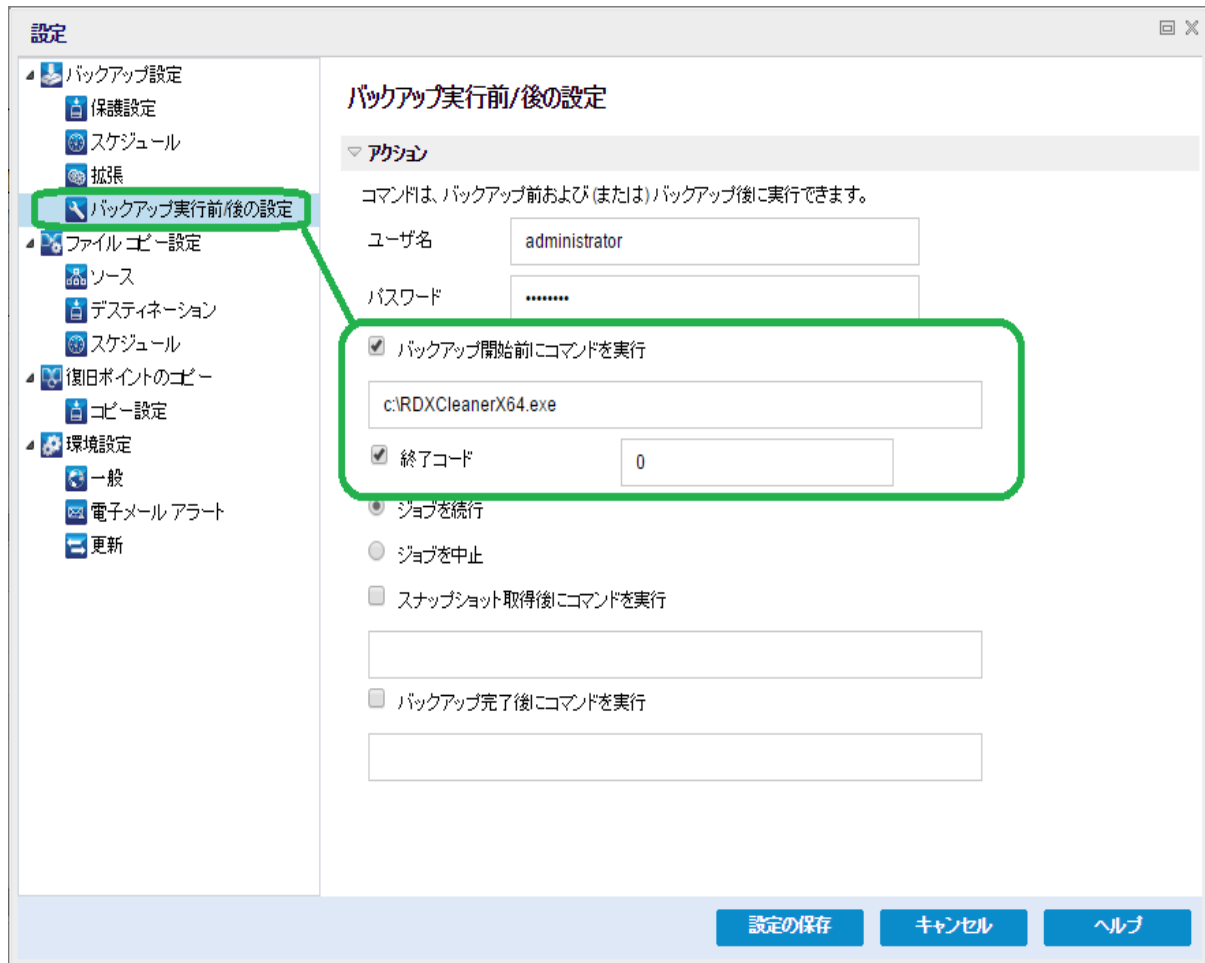 設定
バックアップ設定
保護設定
スケジュール
拡張
バックアップ実行前/後の設定
ファイル コピー設定
ソース
デスティネーション
スケジュール
復旧ポイントのコピー
コピー設定
環境設定
一般
電子メール アラート
更新
バックアップ実行前/後の設定
アクション
コマンドは、バックアップ前および (または) バックアップ後に実行できます。
ユーザ名 administrator
パスワード ••••••••
バックアップ開始前にコマンドを実行
c:\RDXCleanerX64.exe
終了コード 0
ジョブを続行
ジョブを中止
スナップショット取得後にコマンドを実行
バックアップ完了後にコマンドを実行
設定の保存 キャンセル ヘルプ